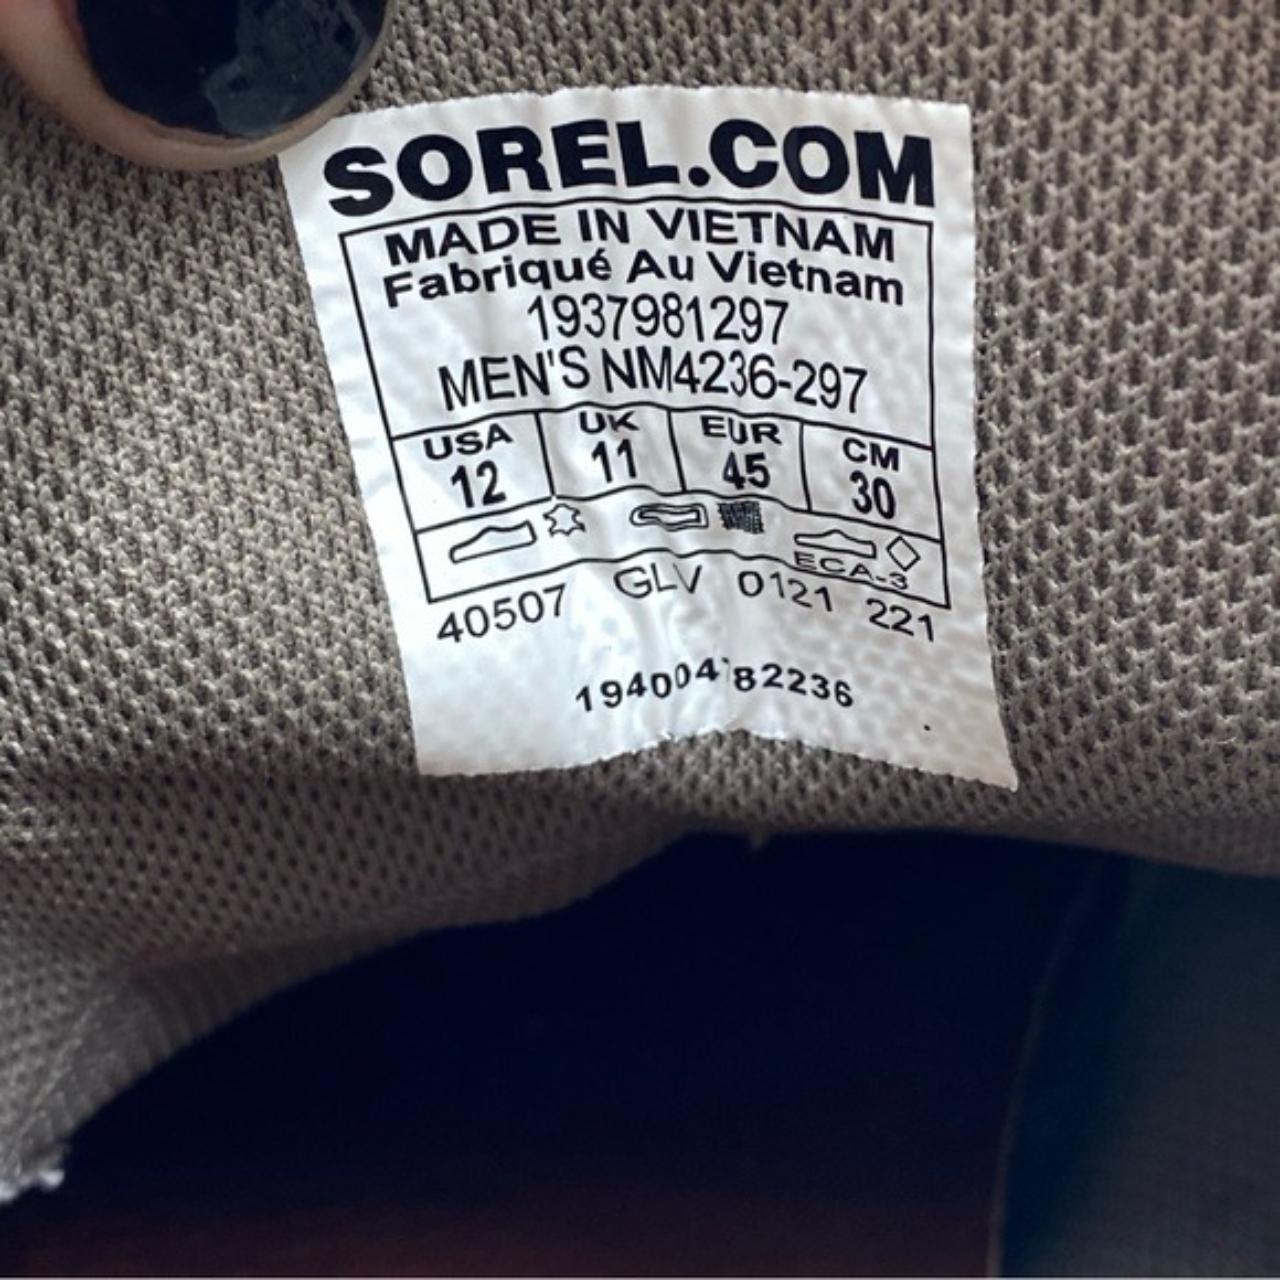 SOREL.COM
MADE IN VIETNAM
Fabriqué Au Vietnam
1937981297
MEN'S NM4236-297
USA UK EUR CM
12 11 45 30
ECA-3
40507 GLV 0121 221
194004782236